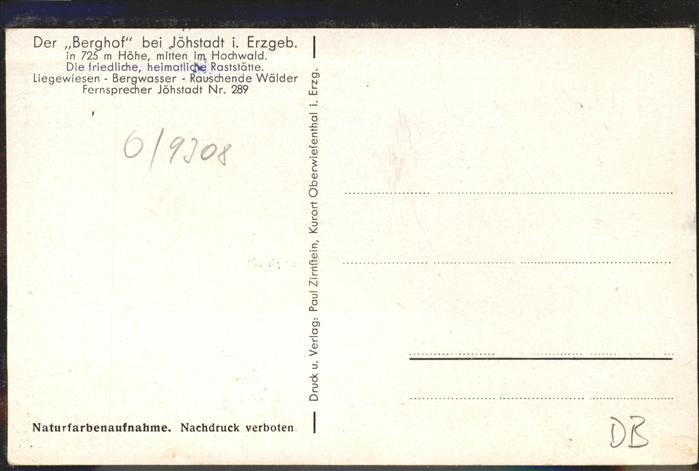 Der „Berghof“ bei Jöhstadt i. Erzgeb.
in 725 m Höhe, mitten im Hochwald.
Die friedliche, heimatliche Raststätte.
Liegewiesen - Bergwasser - Rauschende Wälder
Fernsprecher Jöhstadt Nr. 289
0/9308
Druck u. Verlag: Paul Zirnstein, Kurort Oberwiesenthal i. Erzg.
Naturfarbenaufnahme. Nachdruck verboten
DB